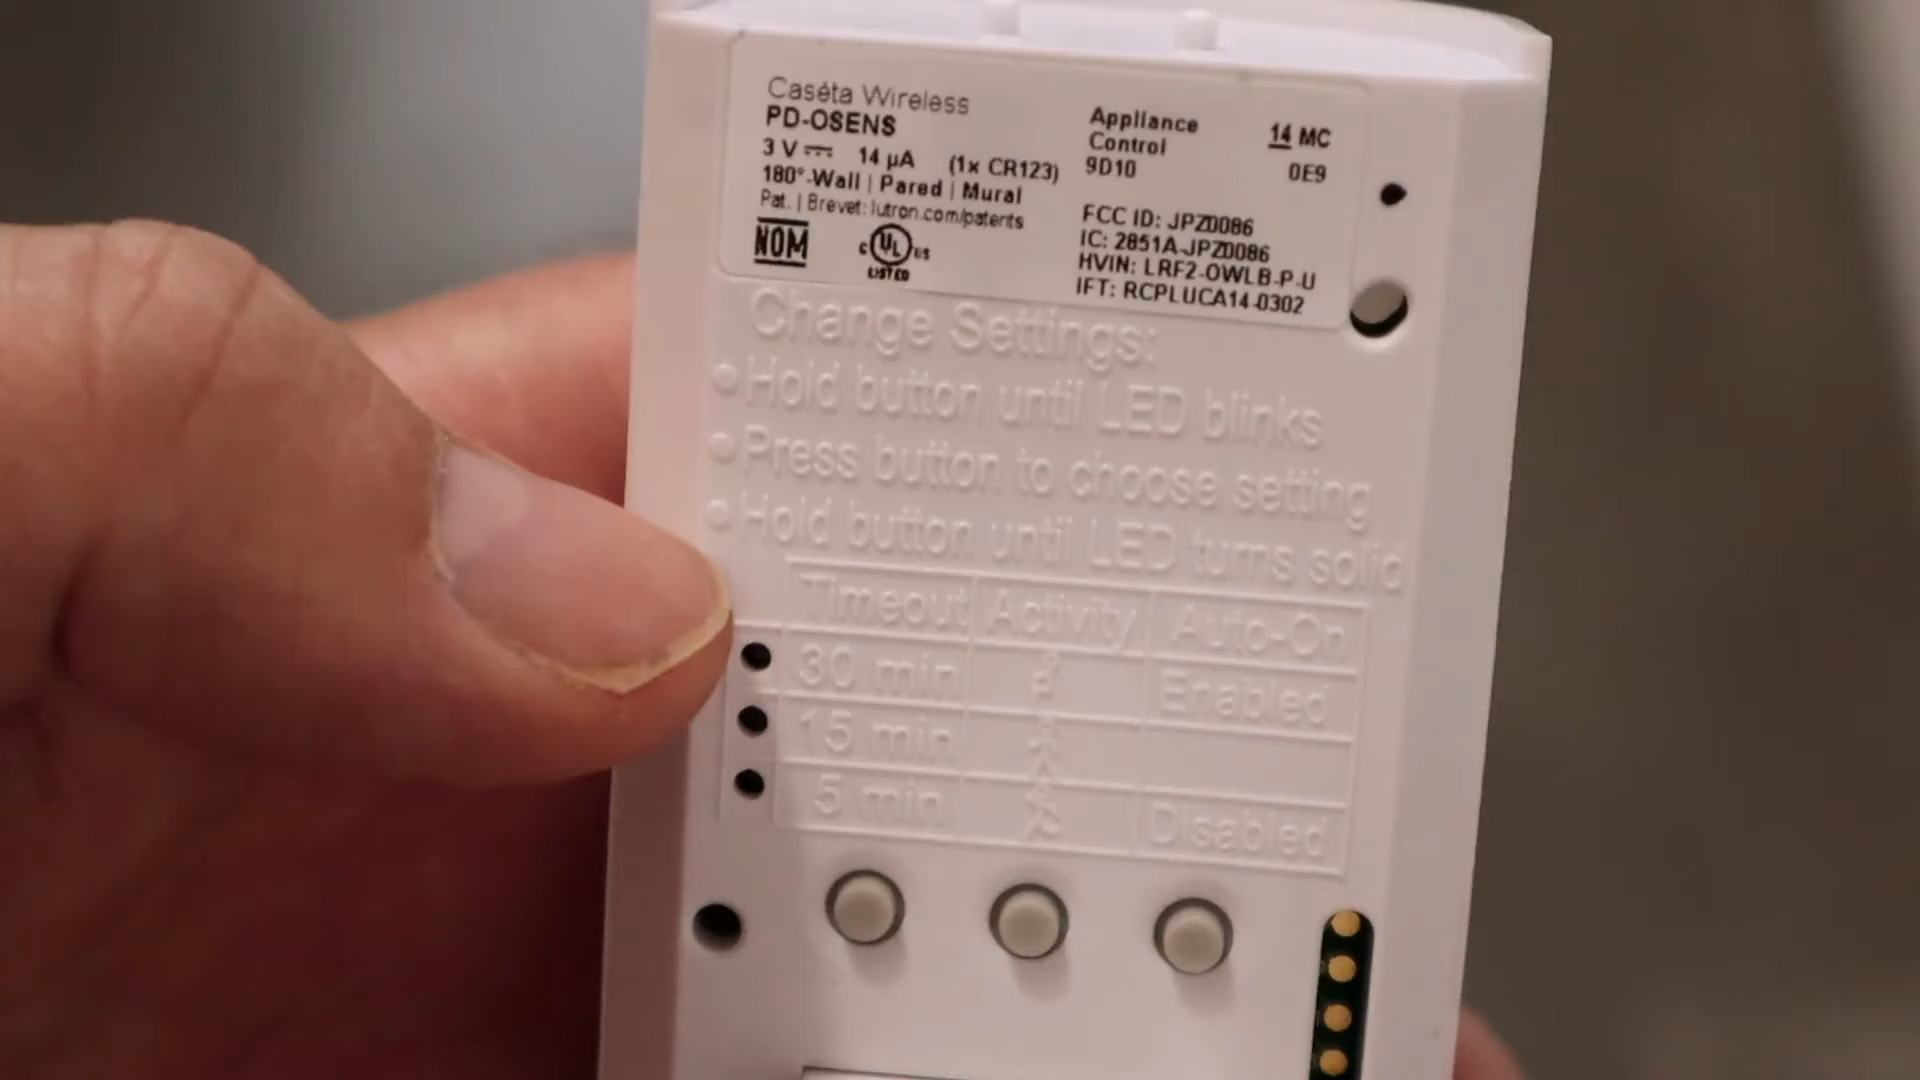 Caséta Wireless
PD-OSENS
3 V 14 µA (1x CR123)
180°-Wall | Pared | Mural
Pat. | Brevet: lutron.com/patents
NOM
C UL US
LISTED
Appliance
Control
9D10
14 MC
0E9
FCC ID: JPZ0086
IC: 2851A-JPZ0086
HVIN: LRF2-OWLB-P-U
IFT: RCPLUCA14-0302
Change Settings:
Hold button until LED blinks
Press button to choose setting
Hold button until LED turns solid
Timeout Activity Auto-On
30 min Enabled
15 min
5 min Disabled